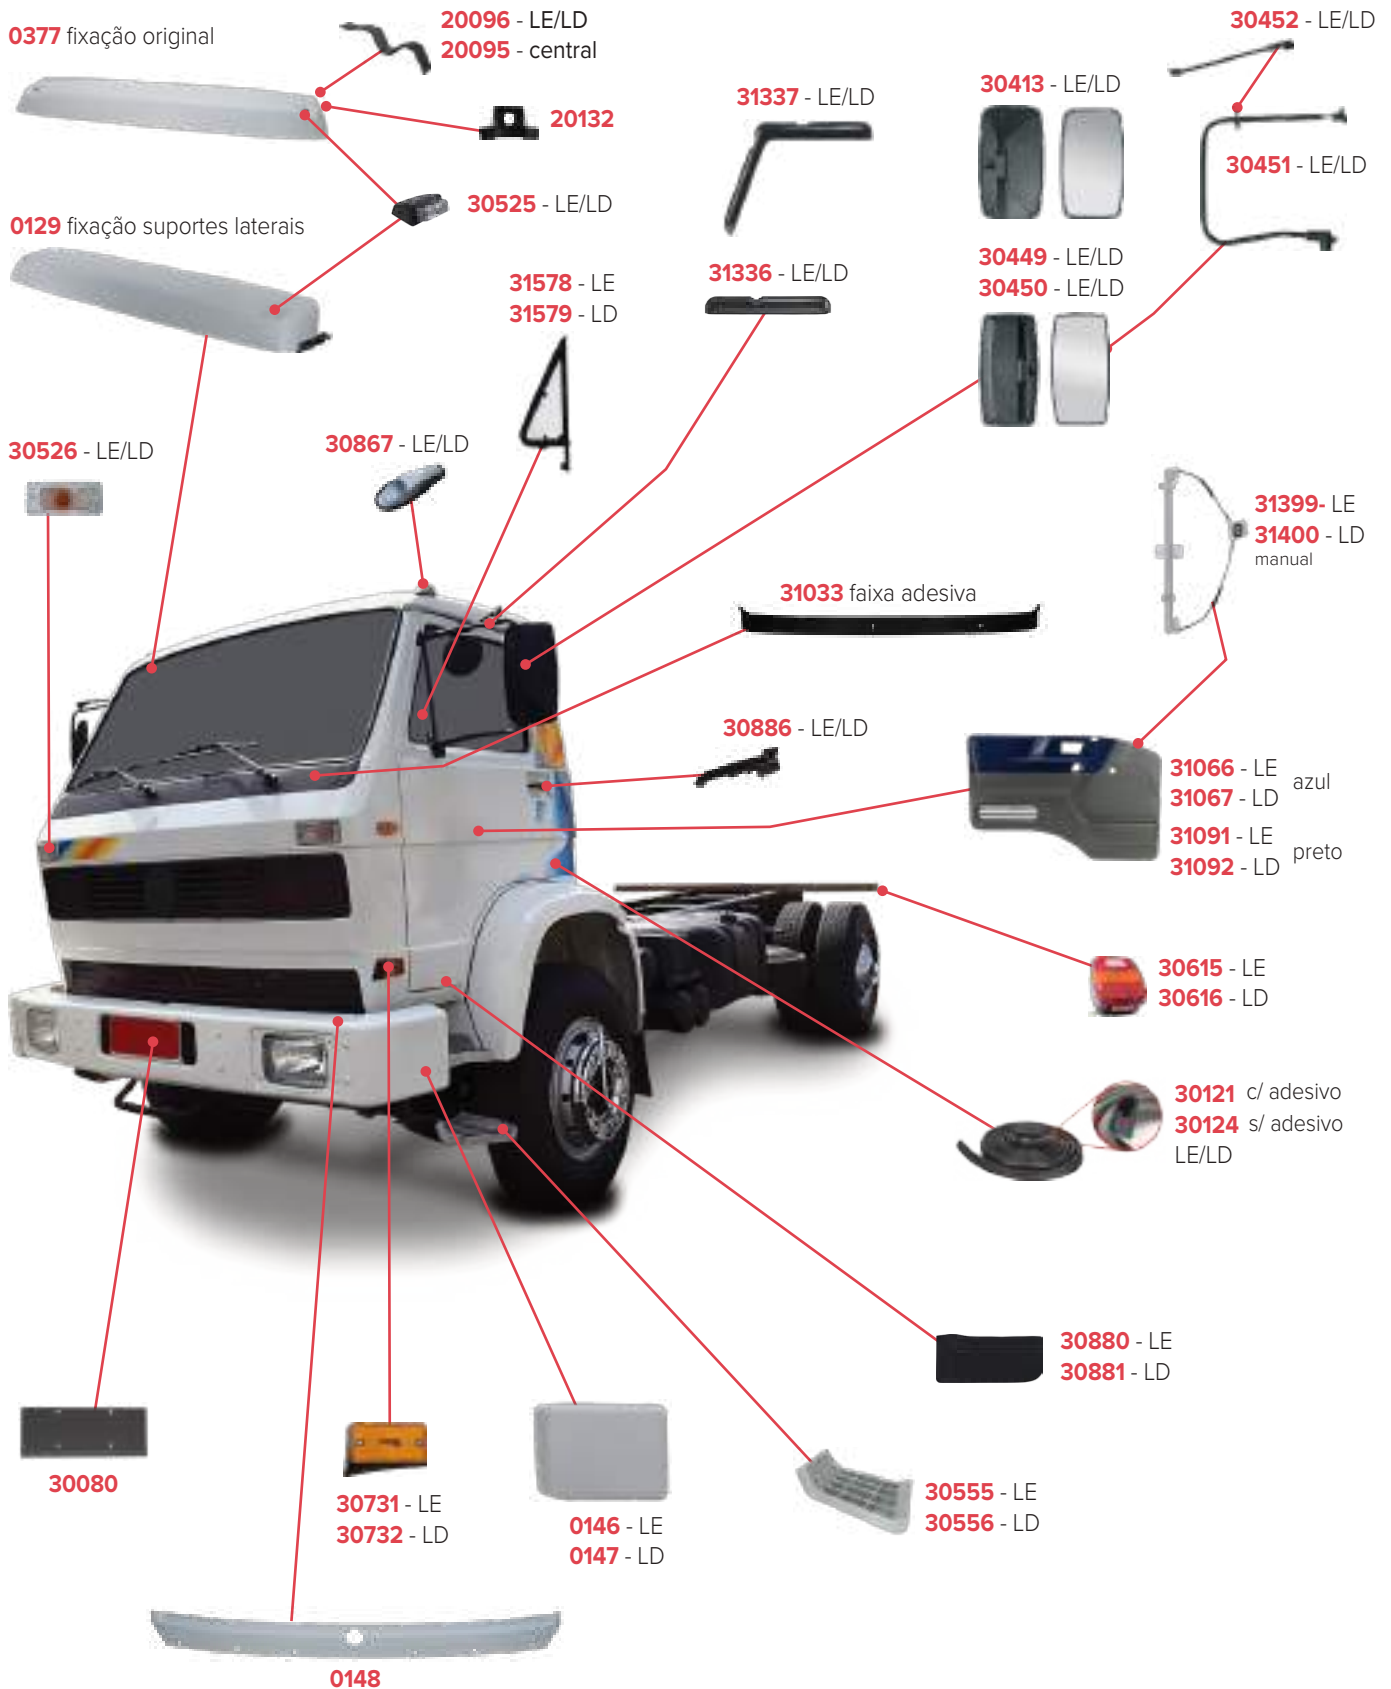 0377 fixação original
20096 - LE/LD
20095 - central
20132
30525 - LE/LD
0129 fixação suportes laterais
31337 - LE/LD
30413 - LE/LD
30452 - LE/LD
30451 - LE/LD
31578 - LE
31579 - LD
31336 - LE/LD
30449 - LE/LD
30450 - LE/LD
30526 - LE/LD
30867 - LE/LD
31399- LE
31400 - LD
manual
31033 faixa adesiva
30886 - LE/LD
31066 - LE
31067 - LD
azul
31091 - LE
31092 - LD
preto
30615 - LE
30616 - LD
30121 c/ adesivo
30124 s/ adesivo
LE/LD
30880 - LE
30881 - LD
30080
30731 - LE
30732 - LD
0146 - LE
0147 - LD
30555 - LE
30556 - LD
0148